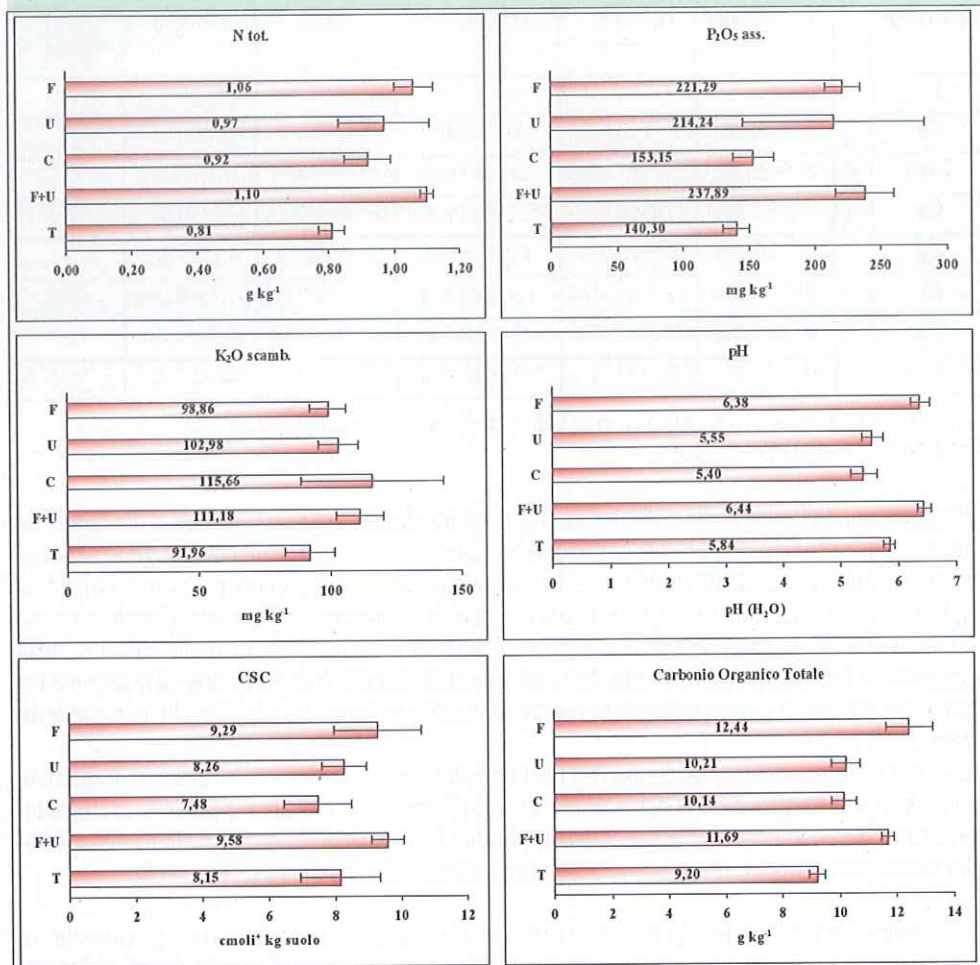 N tot.
F 1,06
U 0,97
C 0,92
F+U 1,10
T 0,81
0,00 0,20 0,40 0,60 0,80 1,00 1,20
g kg⁻¹
P₂O₅ ass.
F 221,29
U 214,24
C 153,15
F+U 237,89
T 140,30
0 50 100 150 200 250 300
mg kg⁻¹
K₂O scamb.
F 98,86
U 102,98
C 115,66
F+U 111,18
T 91,96
0 50 100 150
mg kg⁻¹
pH
F 6,38
U 5,55
C 5,40
F+U 6,44
T 5,84
0 1 2 3 4 5 6 7
pH (H₂O)
CSC
F 9,29
U 8,26
C 7,48
F+U 9,58
T 8,15
0 2 4 6 8 10 12
cmoli⁺ kg suolo
Carbonio Organico Totale
F 12,44
U 10,21
C 10,14
F+U 11,69
T 9,20
0 2 4 6 8 10 12 14
g kg⁻¹